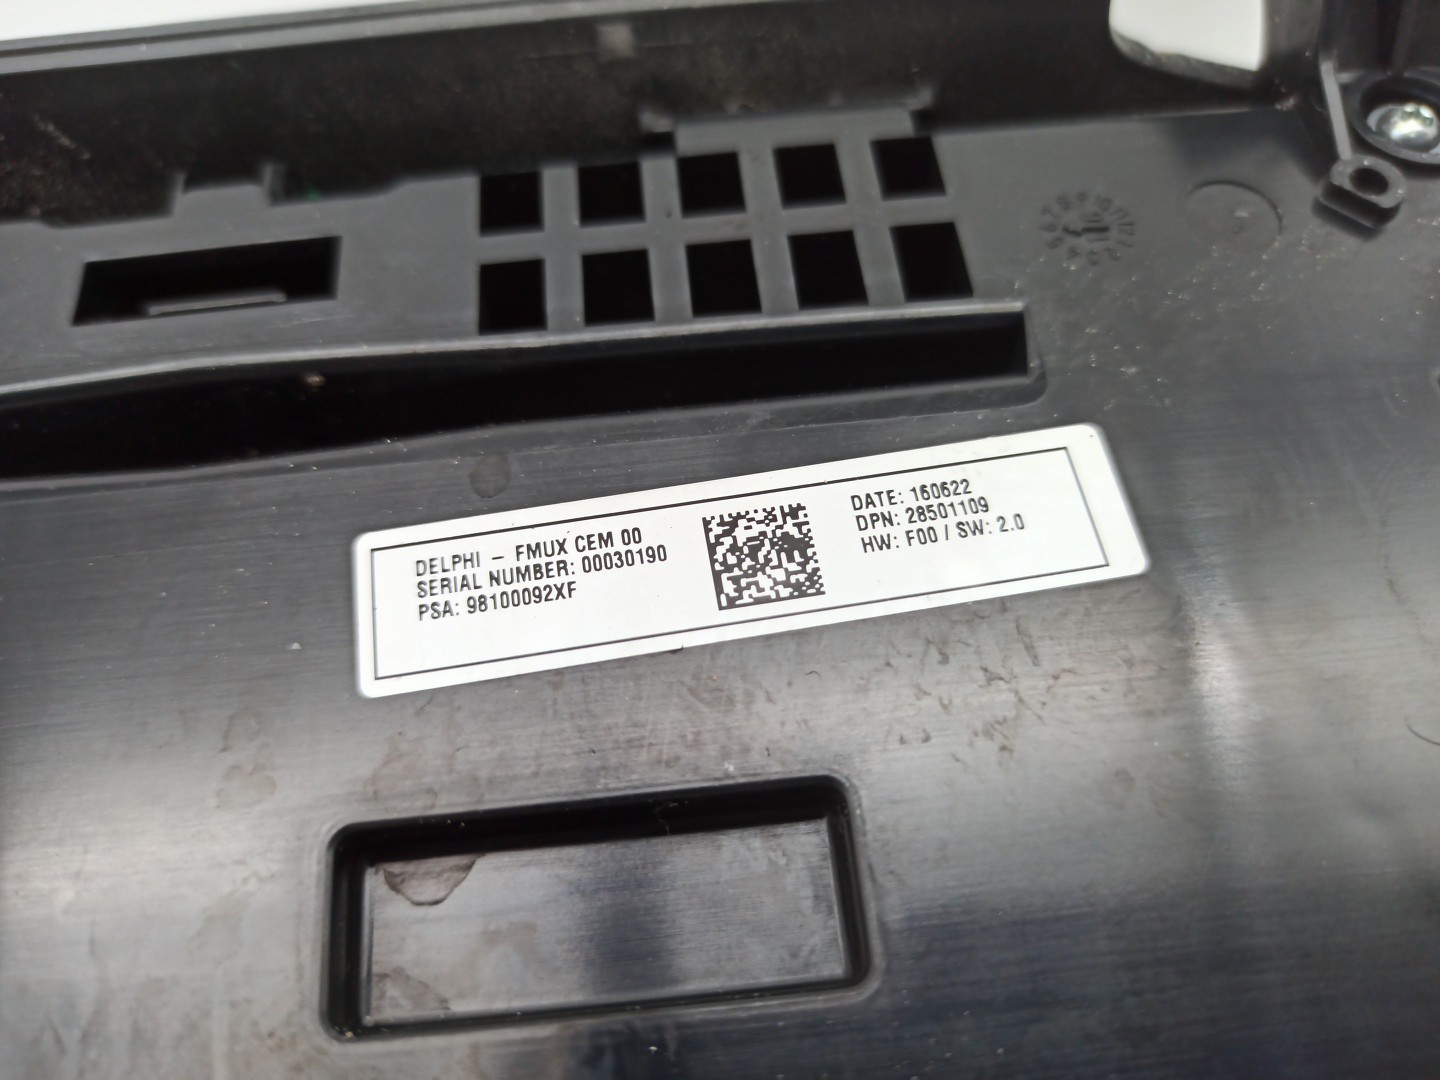 DELPHI - FMUX CEM 00
SERIAL NUMBER: 00030190
PSA: 98100092XF
DATE: 160622
DPN: 28501109
HW: F00 / SW: 2.0